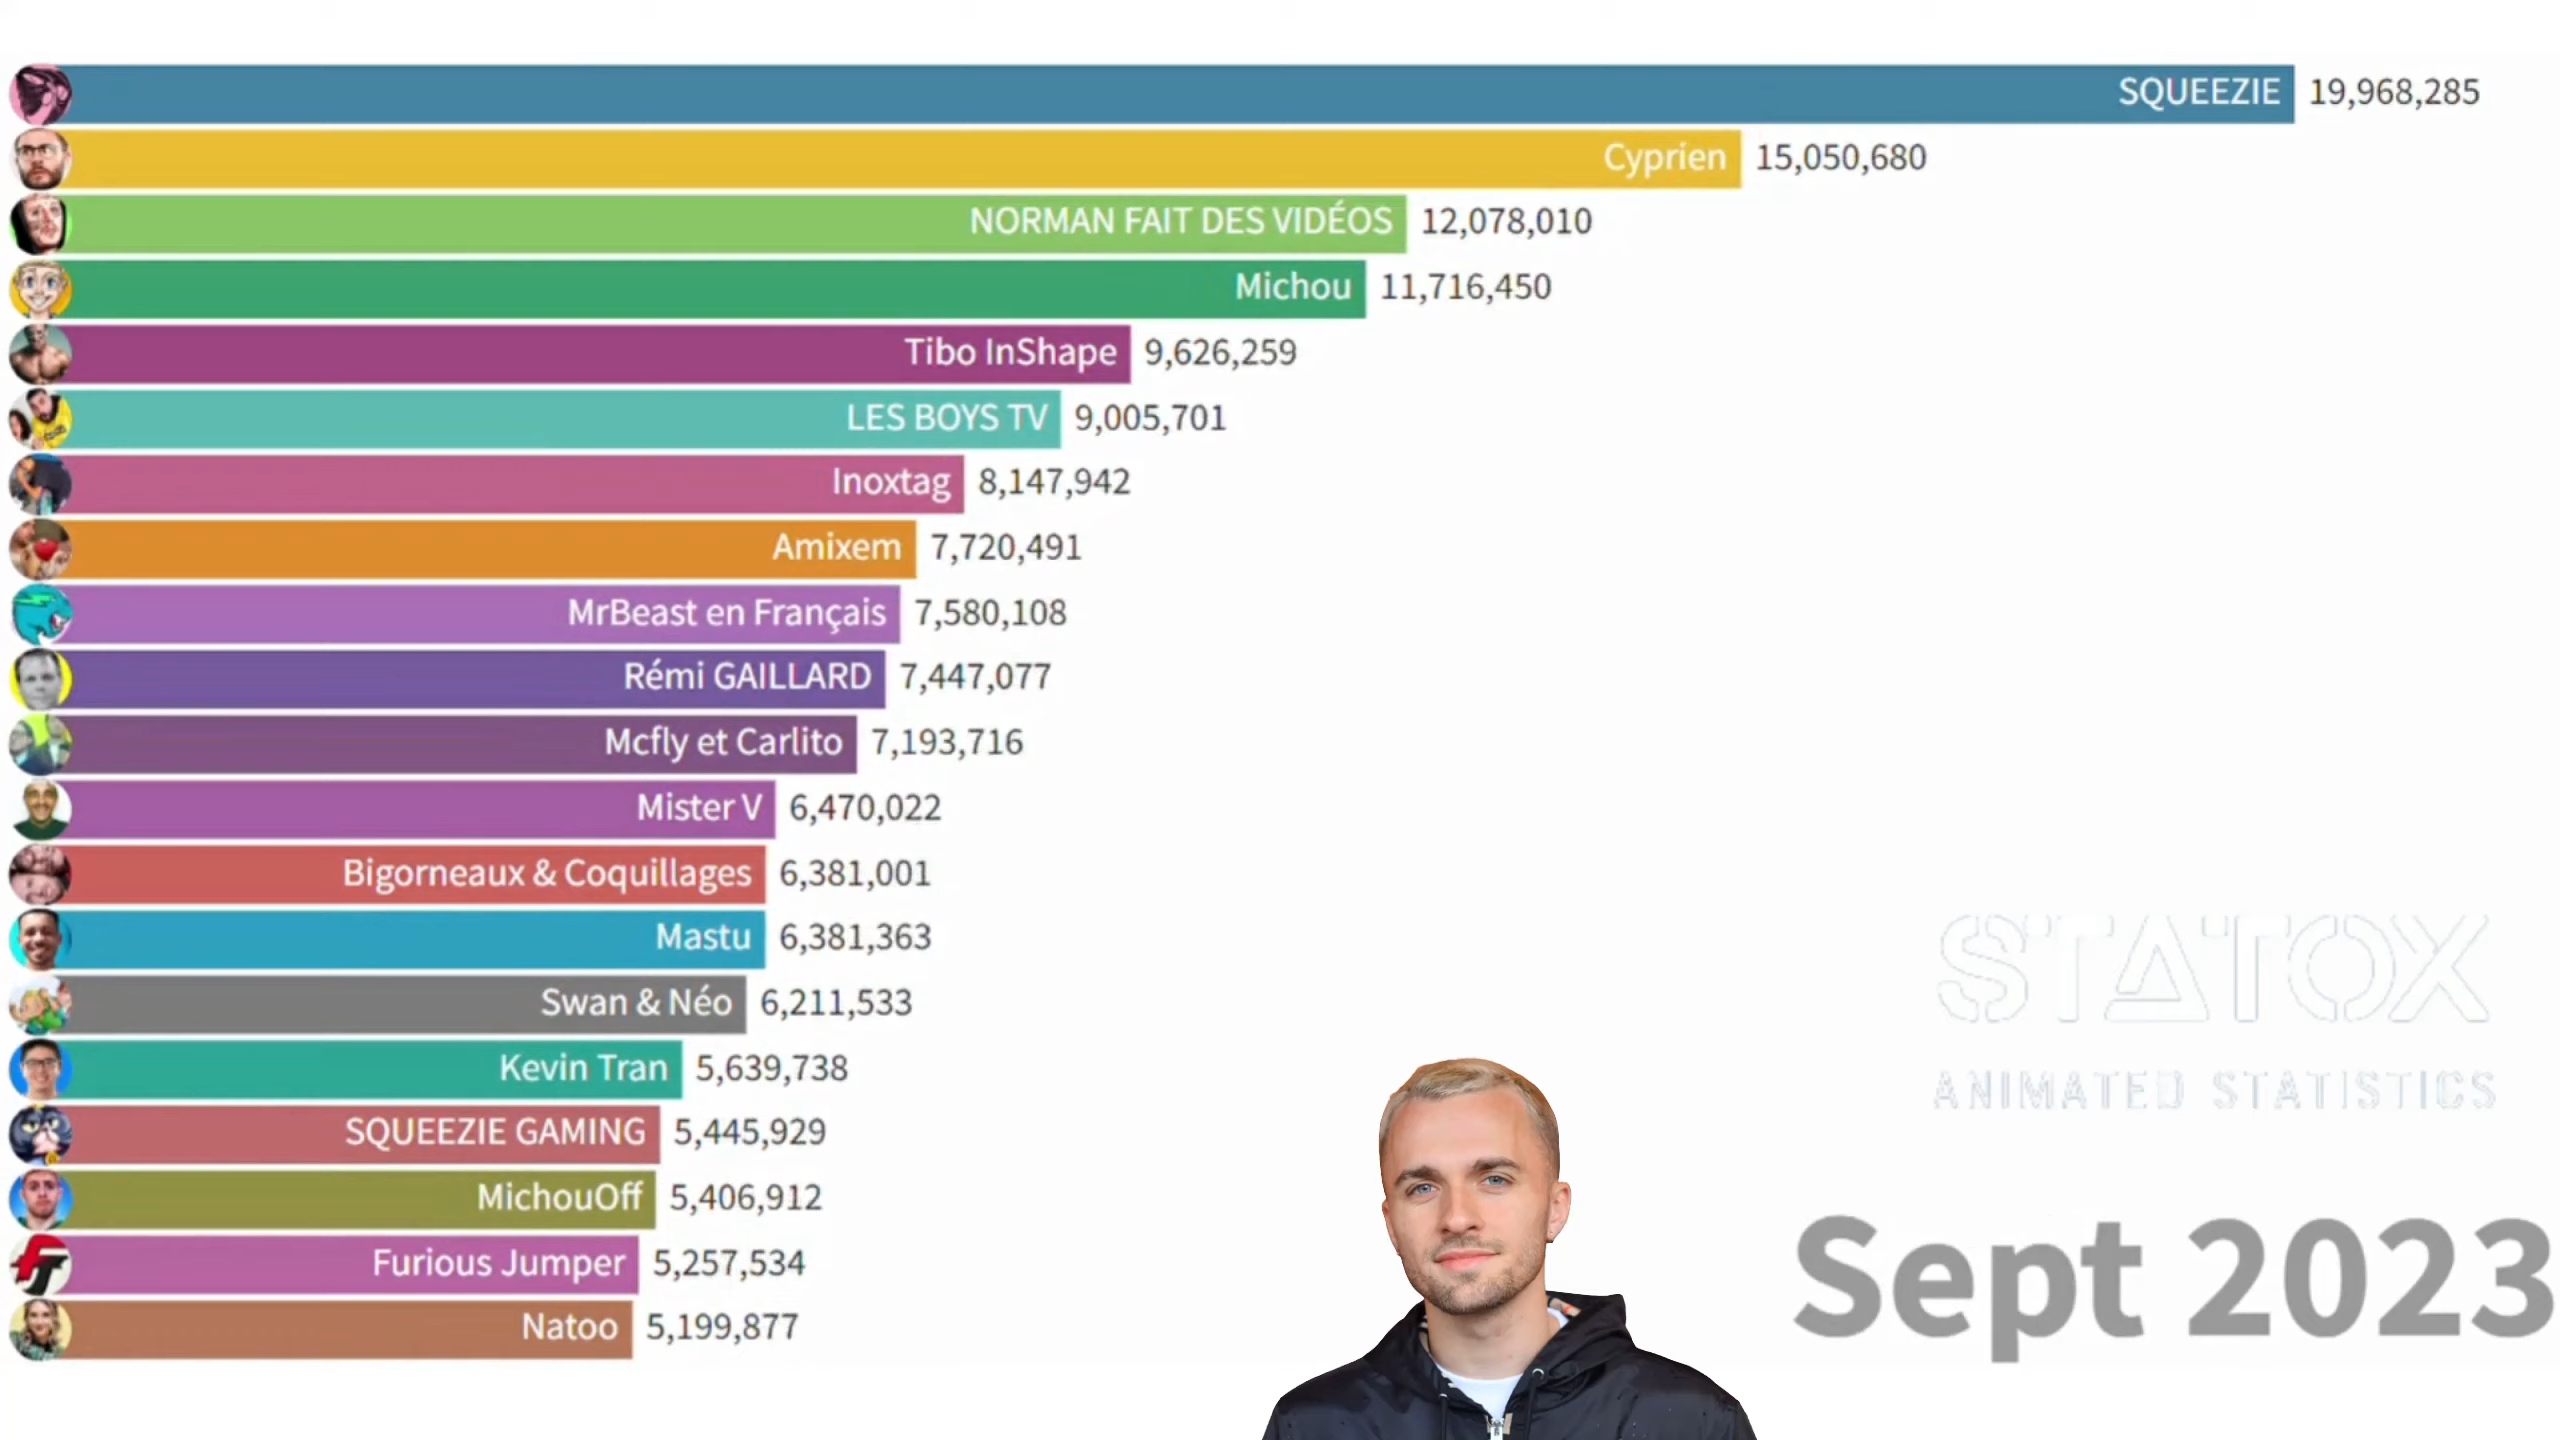 SQUEEZIE 19,968,285
Cyprien 15,050,680
NORMAN FAIT DES VIDÉOS 12,078,010
Michou 11,716,450
Tibo InShape 9,626,259
LES BOYS TV 9,005,701
Inoxtag 8,147,942
Amixem 7,720,491
MrBeast en Français 7,580,108
Rémi GAILLARD 7,447,077
Mcfly et Carlito 7,193,716
Mister V 6,470,022
Bigorneaux & Coquillages 6,381,001
Mastu 6,381,363
Swan & Néo 6,211,533
Kevin Tran 5,639,738
SQUEEZIE GAMING 5,445,929
MichouOff 5,406,912
Furious Jumper 5,257,534
Natoo 5,199,877
STATOX
ANIMATED STATISTICS
Sept 2023